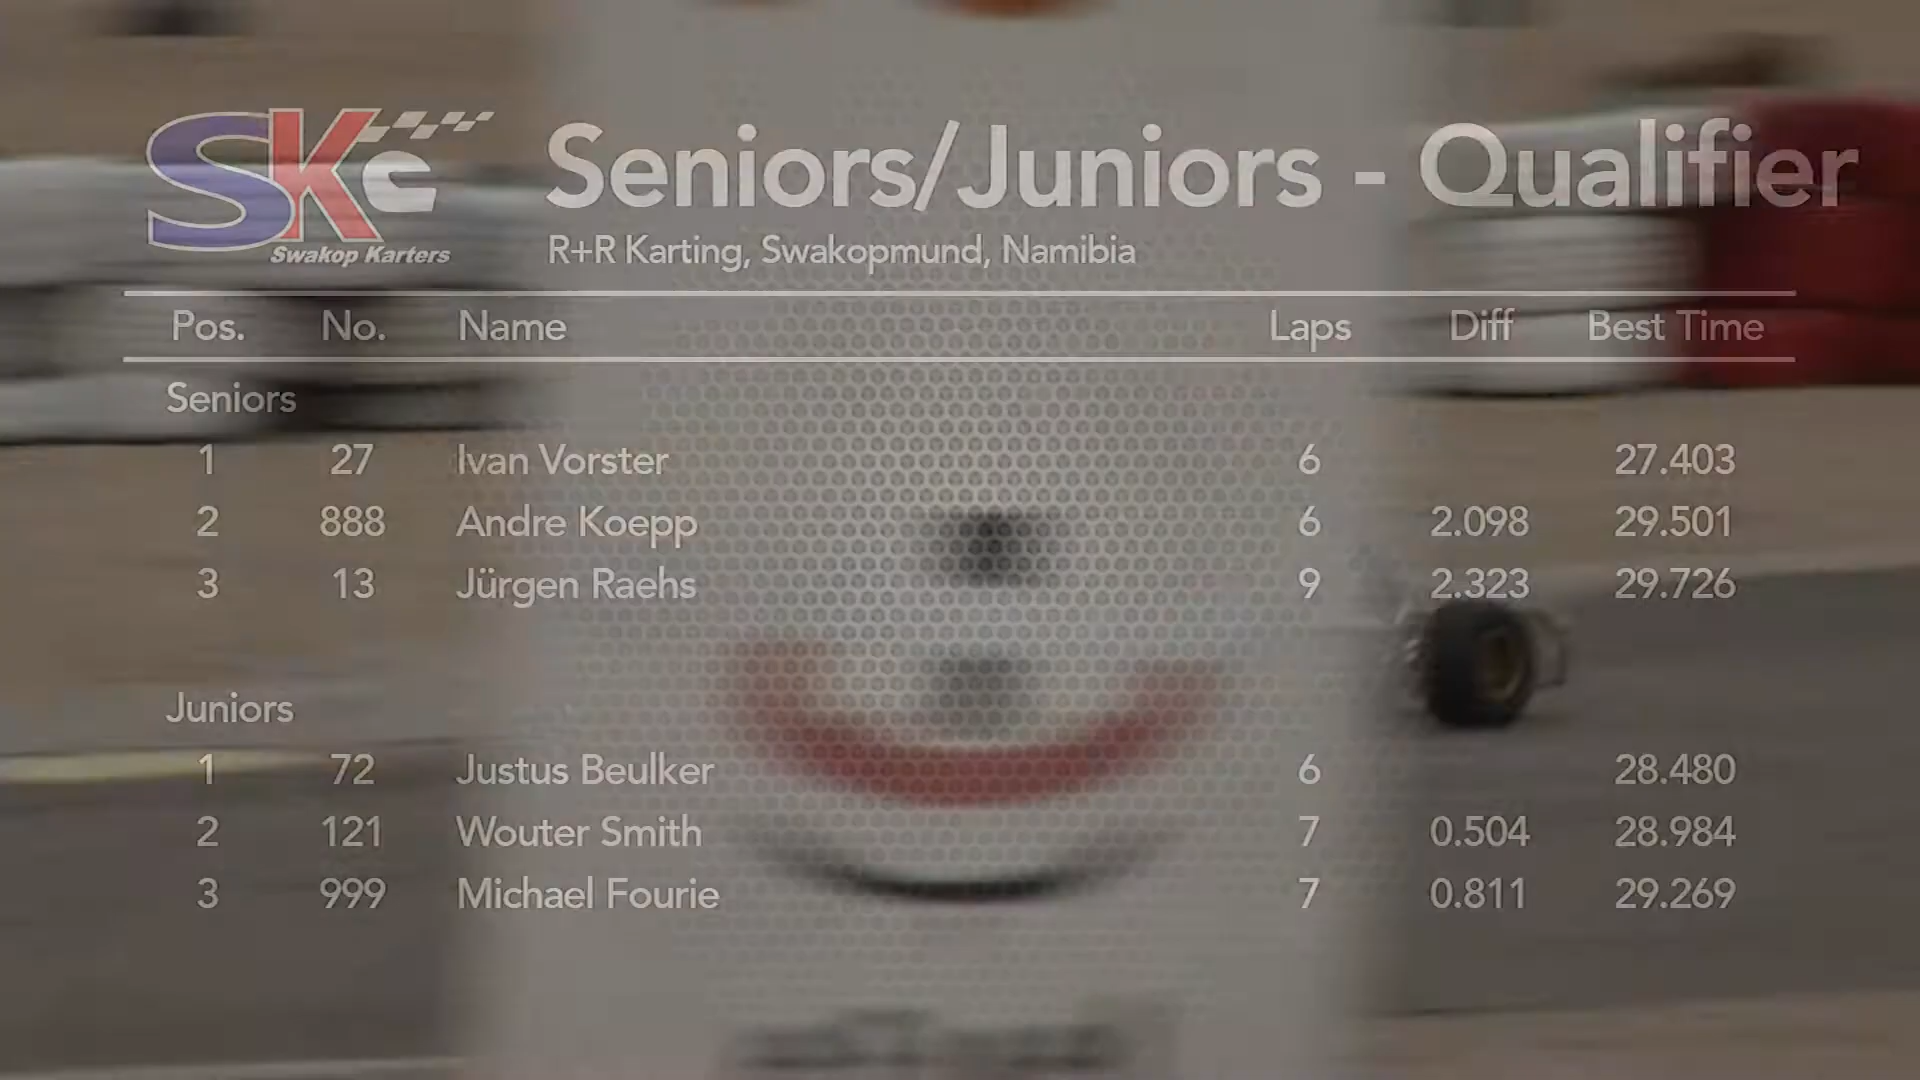 SKC
Swakop Karters
Seniors/Juniors - Qualifier
R+R Karting, Swakopmund, Namibia
Pos. No. Name Laps Diff Best Time
Seniors
1 27 Ivan Vorster 6 27.403
2 888 Andre Koepp 6 2.098 29.501
3 13 Jürgen Raehs 9 2.323 29.726
Juniors
1 72 Justus Beulker 6 28.480
2 121 Wouter Smith 7 0.504 28.984
3 999 Michael Fourie 7 0.811 29.269